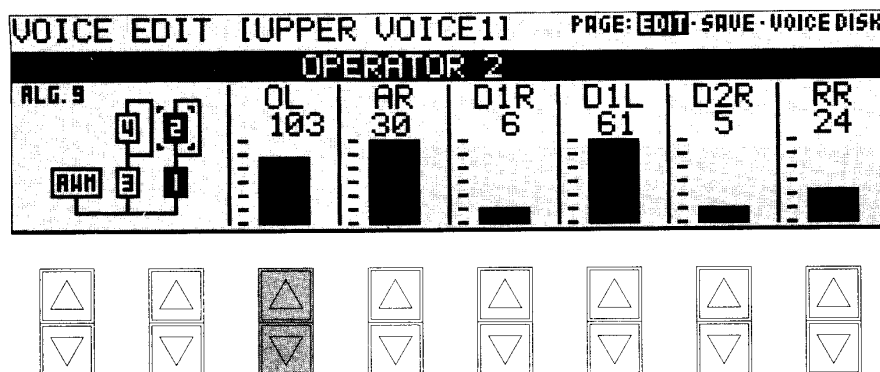 VOICE EDIT [UPPER VOICE1] PAGE: EDIT · SAVE · VOICE DISK
OPERATOR 2
ALG. 9
OL AR D1R D1L D2R RR
103 30 6 61 5 24
4 2
AWM 3 1